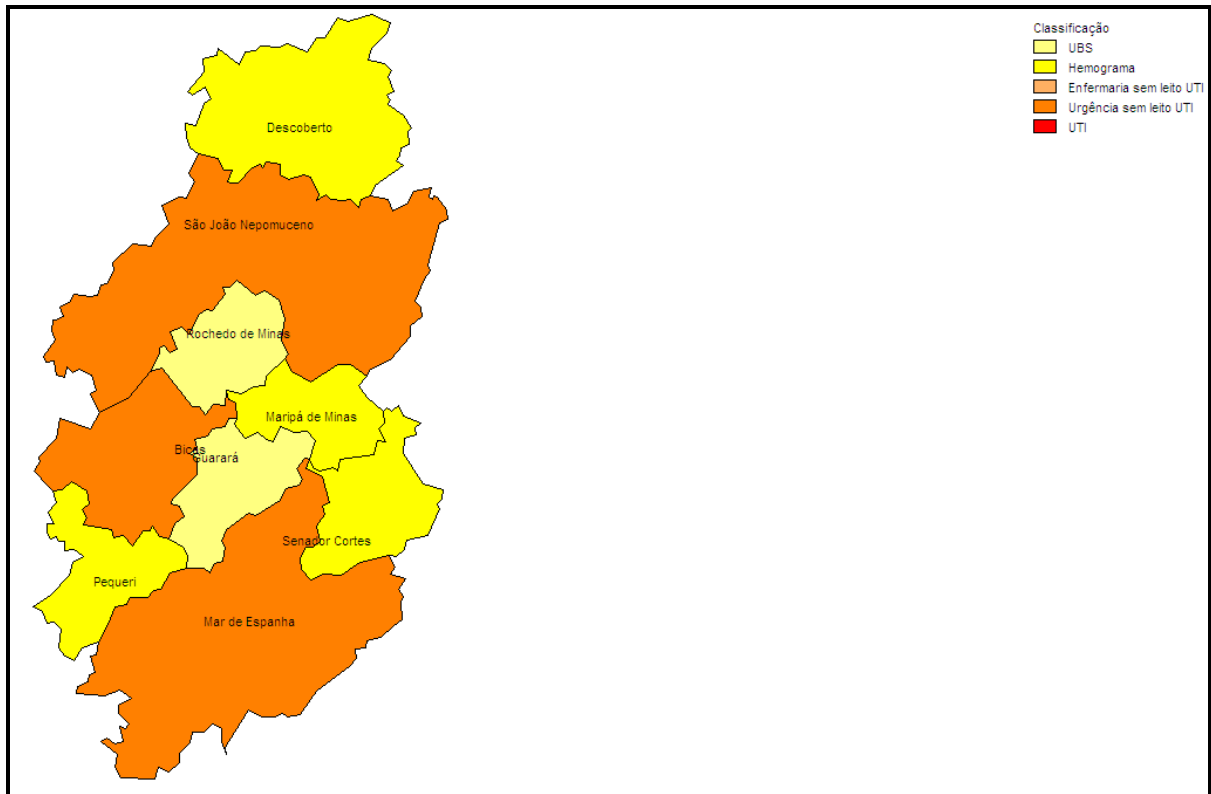 Classificação
UBS
Hemograma
Enfermaria sem leito UTI
Urgência sem leito UTI
UTI
Descoberto
São João Nepomuceno
Rochedo de Minas
Maripá de Minas
Bicas
Guarará
Senador Cortes
Pequeri
Mar de Espanha